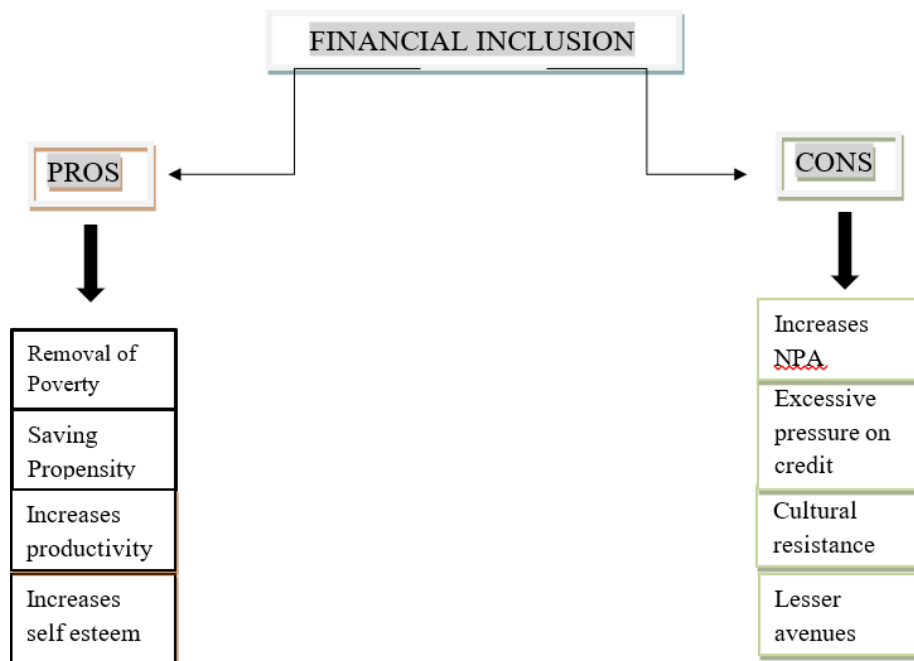 FINANCIAL INCLUSION
PROS
CONS
Removal of
Poverty
Saving
Propensity
Increases
productivity
Increases
self esteem
Increases
NPA
Excessive
pressure on
credit
Cultural
resistance
Lesser
avenues